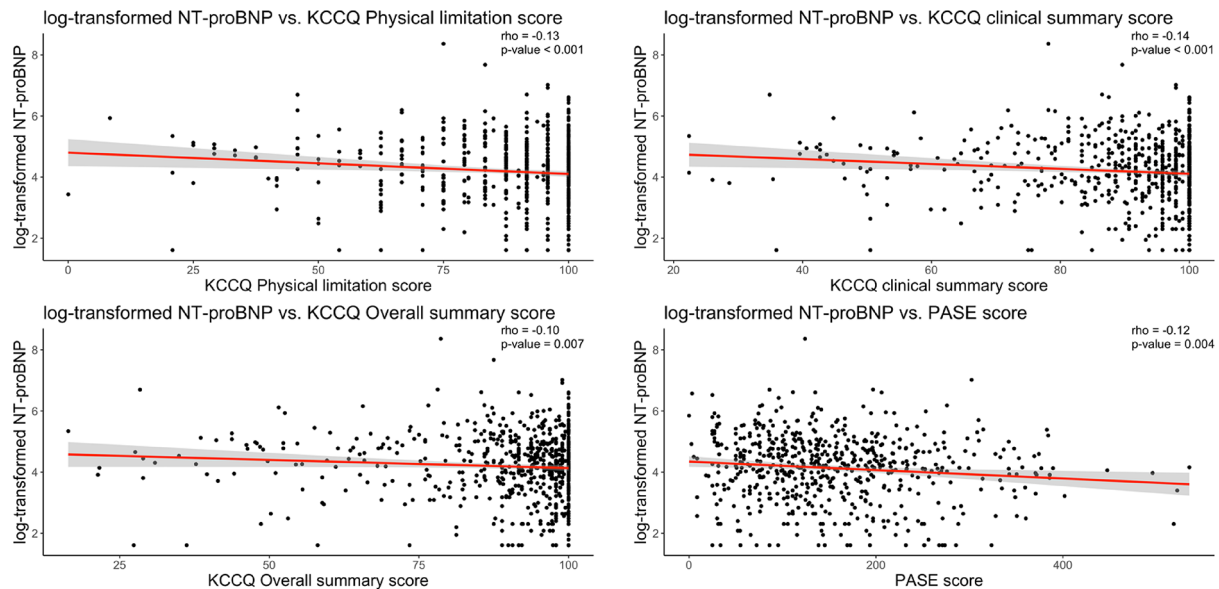 log-transformed NT-proBNP vs. KCCQ Physical limitation score
rho = -0.13
p-value < 0.001
log-transformed NT-proBNP
8
6
4
2
0
25
50
75
100
KCCQ Physical limitation score
log-transformed NT-proBNP vs. KCCQ clinical summary score
rho = -0.14
p-value < 0.001
log-transformed NT-proBNP
8
6
4
2
20
40
60
80
100
KCCQ clinical summary score
log-transformed NT-proBNP vs. KCCQ Overall summary score
rho = -0.10
p-value = 0.007
log-transformed NT-proBNP
8
6
4
2
25
50
75
100
KCCQ Overall summary score
log-transformed NT-proBNP vs. PASE score
rho = -0.12
p-value = 0.004
log-transformed NT-proBNP
8
6
4
2
0
200
400
PASE score